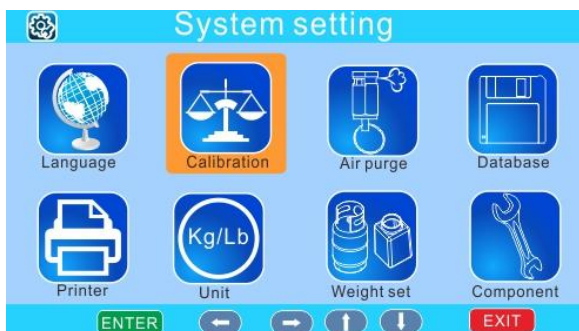 System setting
Language Calibration Air purge Database
Kg/Lb
Printer Unit Weight set Component
ENTER EXIT